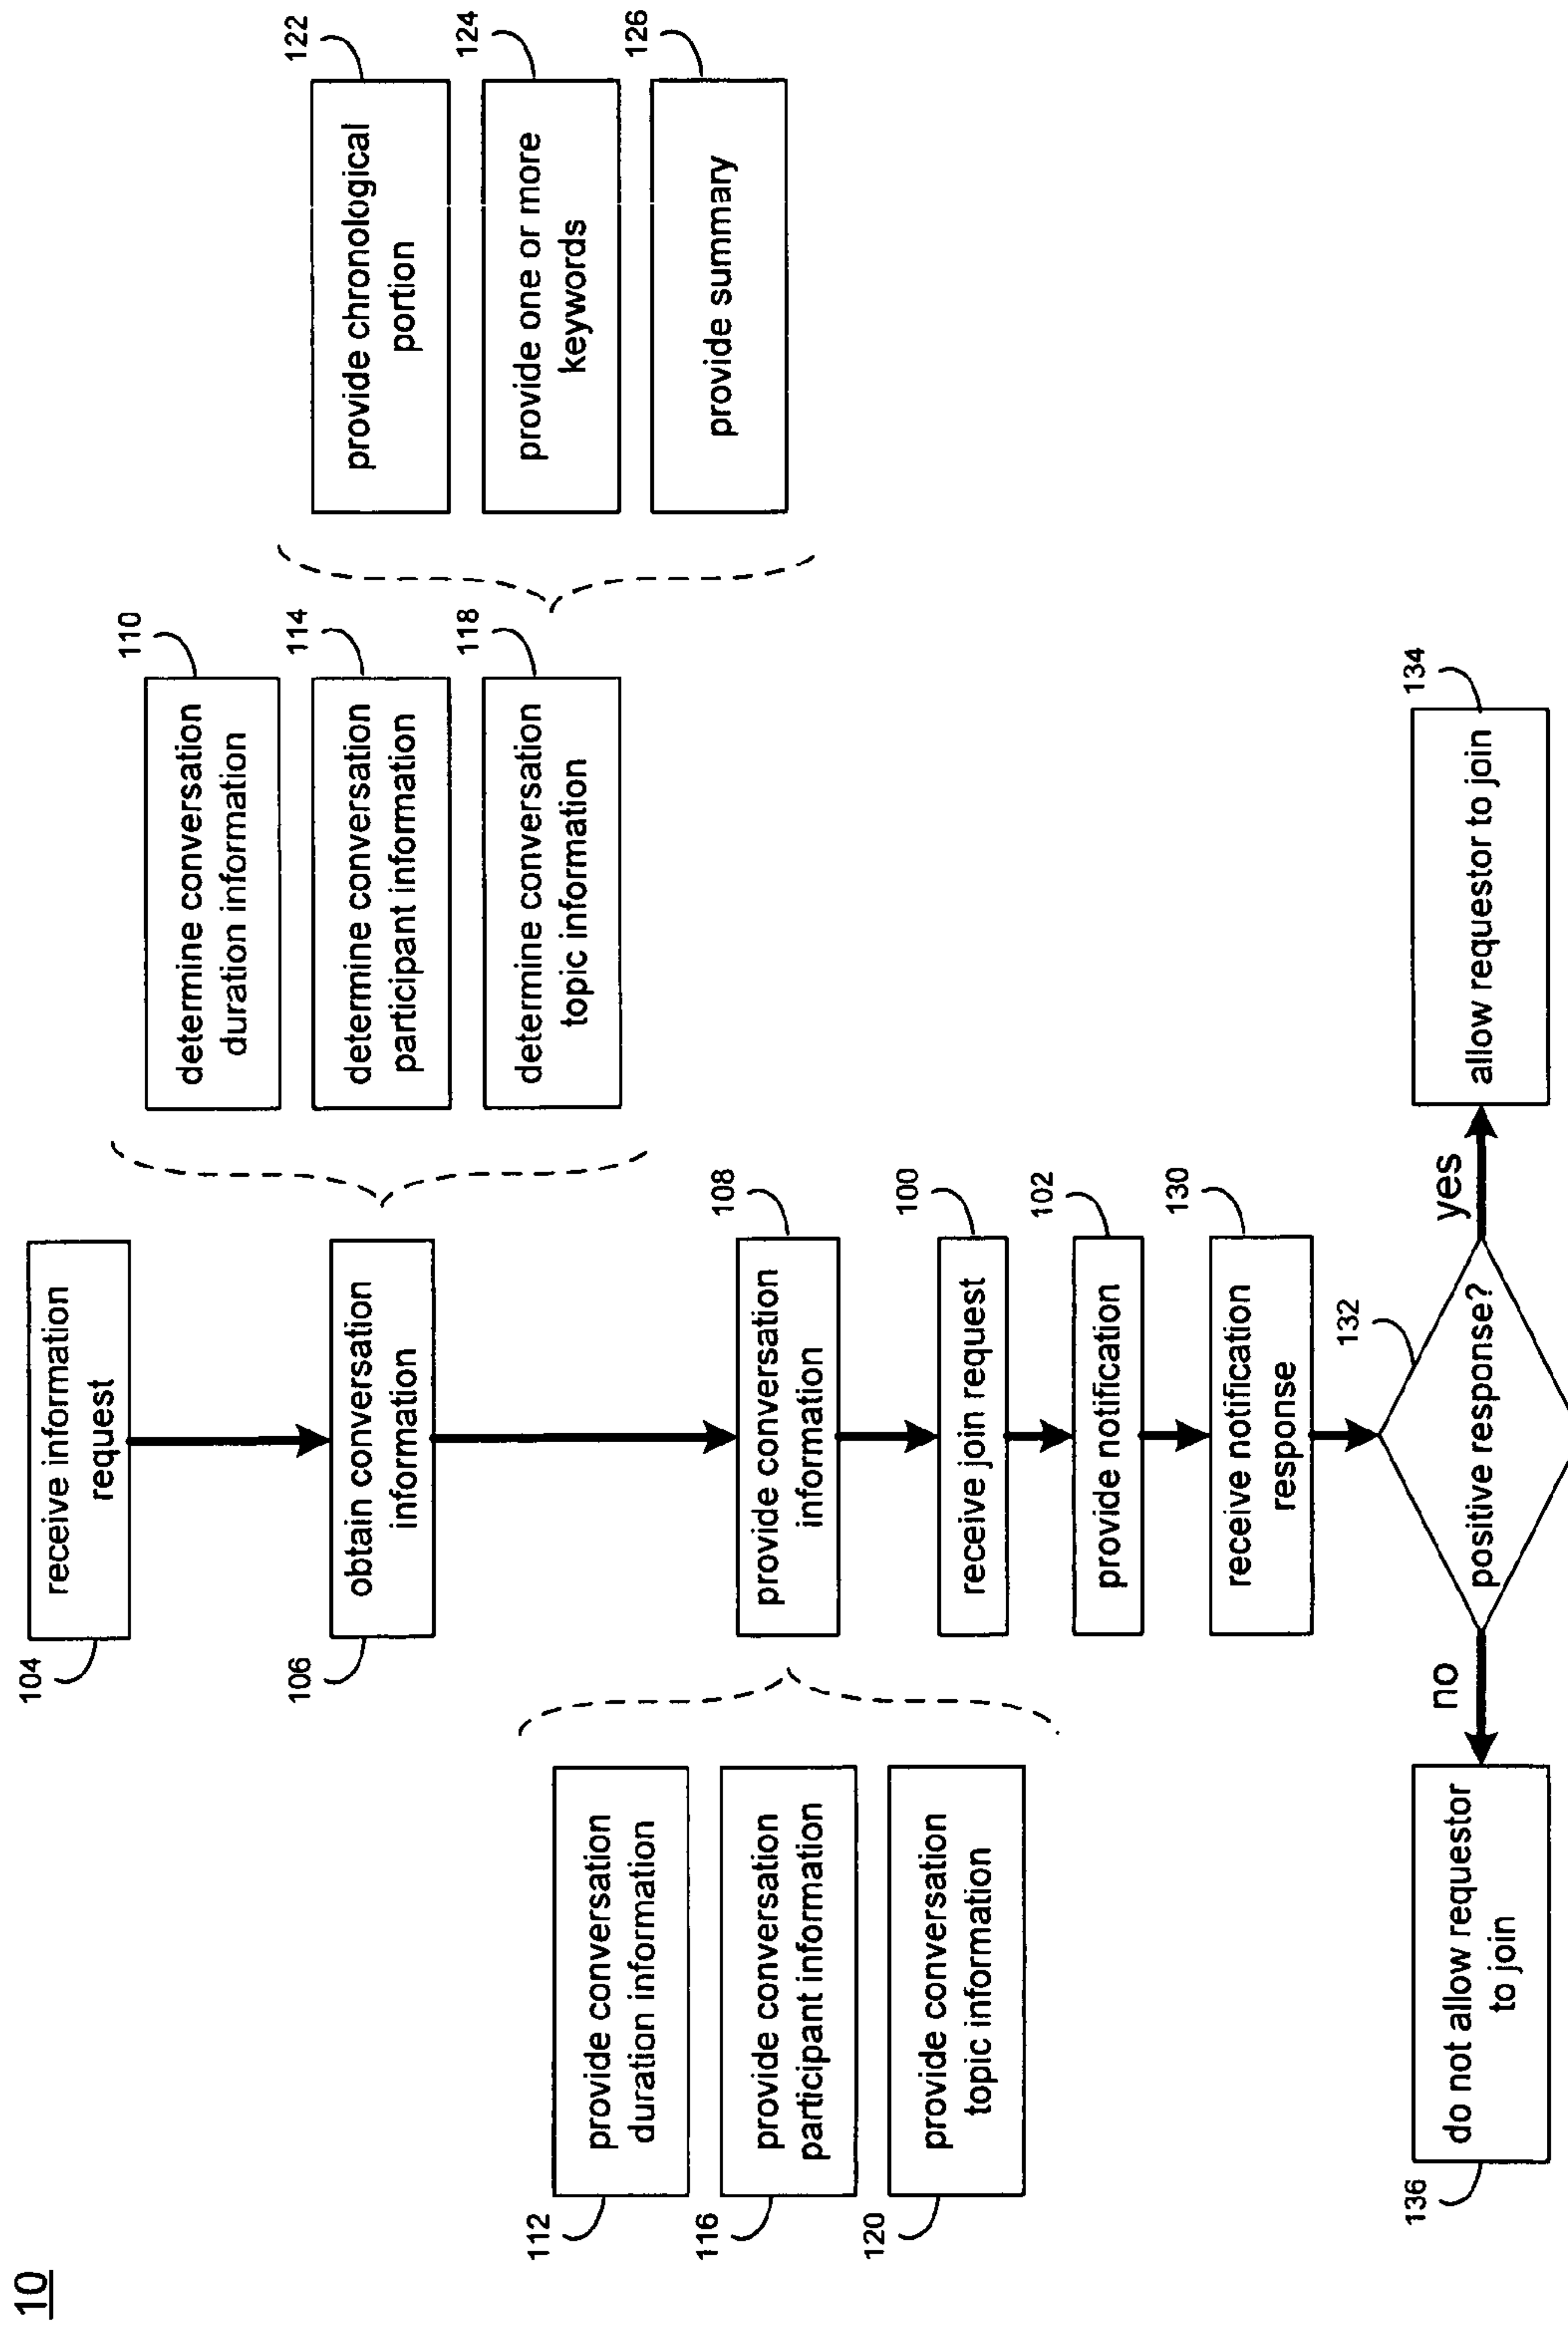 10
104
receive information
request
106
obtain conversation
information
110
determine conversation
duration information
114
determine conversation
participant information
118
determine conversation
topic information
122
provide chronological
portion
124
provide one or more
keywords
126
provide summary
112
provide conversation
duration information
116
provide conversation
participant information
120
provide conversation
topic information
108
provide conversation
information
100
receive join request
102
provide notification
130
receive notification
response
132
positive response?
no
yes
136
do not allow requestor
to join
134
allow requestor to join